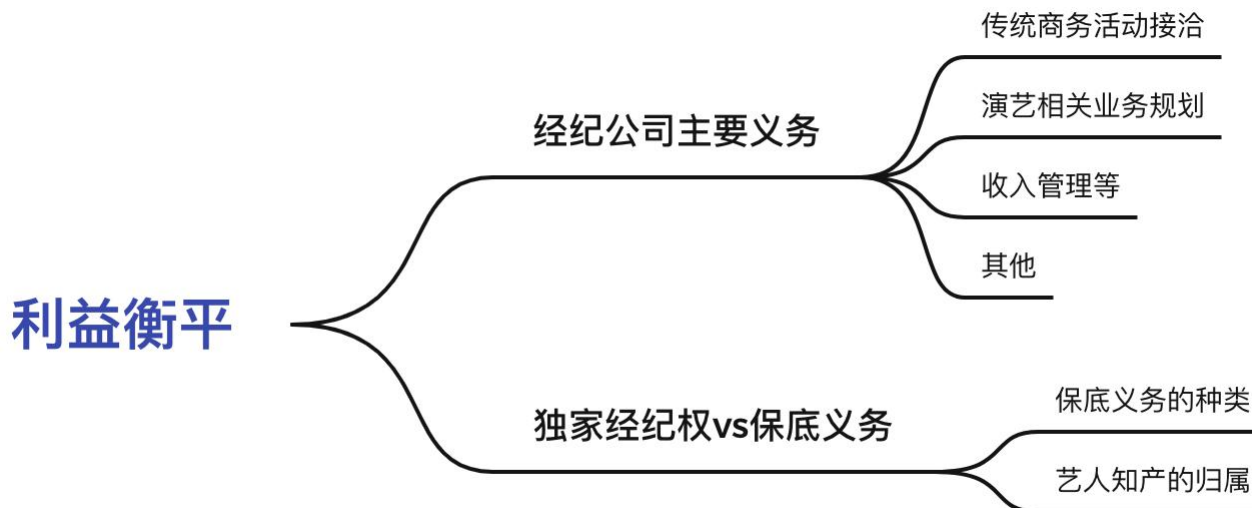 利益衡平
经纪公司主要义务
传统商务活动接洽
演艺相关业务规划
收入管理等
其他
独家经纪权vs保底义务
保底义务的种类
艺人知产的归属